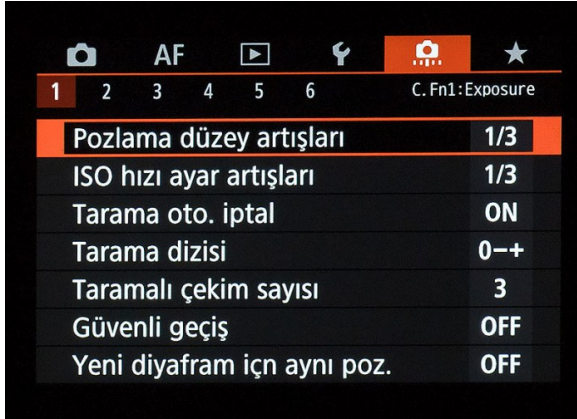 AF
1 2 3 4 5 6 C.Fn1:Exposure
Pozlama düzey artışları 1/3
ISO hızı ayar artışları 1/3
Tarama oto. iptal ON
Tarama dizisi 0-+
Taramalı çekim sayısı 3
Güvenli geçiş OFF
Yeni diyafram içn aynı poz. OFF